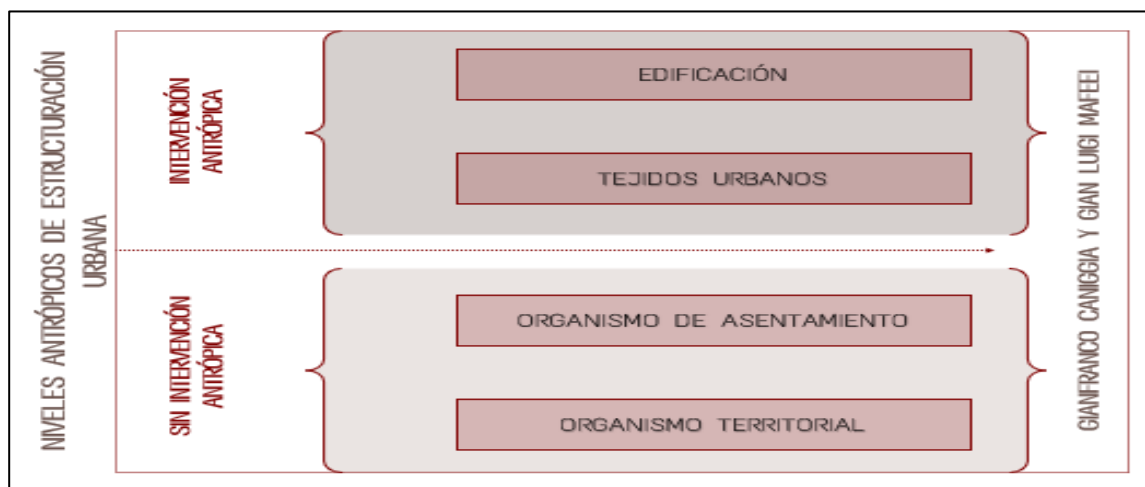 NIVELES ANTRÓPICOS DE ESTRUCTURACIÓN
URBANA
INTERVENCIÓN
ANTRÓPICA
EDIFICACIÓN
TEJIDOS URBANOS
SIN INTERVENCIÓN
ANTRÓPICA
ORGANISMO DE ASENTAMIENTO
ORGANISMO TERRITORIAL
GIANFRANCO CANIGGIA Y GIAN LUIGI MAFEEI